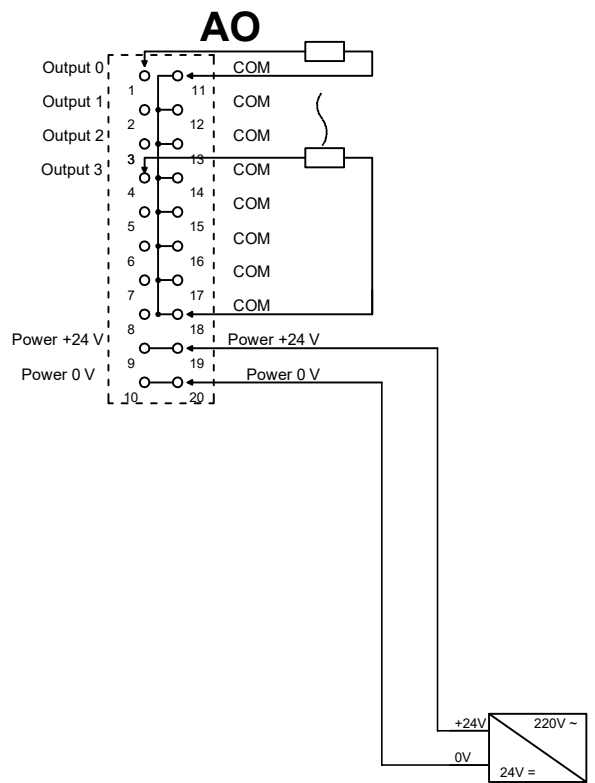 AO
Output 0
COM
1
11
Output 1
COM
2
12
Output 2
COM
3
13
Output 3
COM
4
14
COM
5
15
COM
6
16
COM
7
17
COM
8
18
Power +24 V
Power +24 V
9
19
Power 0 V
Power 0 V
10
20
+24V
220V ~
0V
24V =